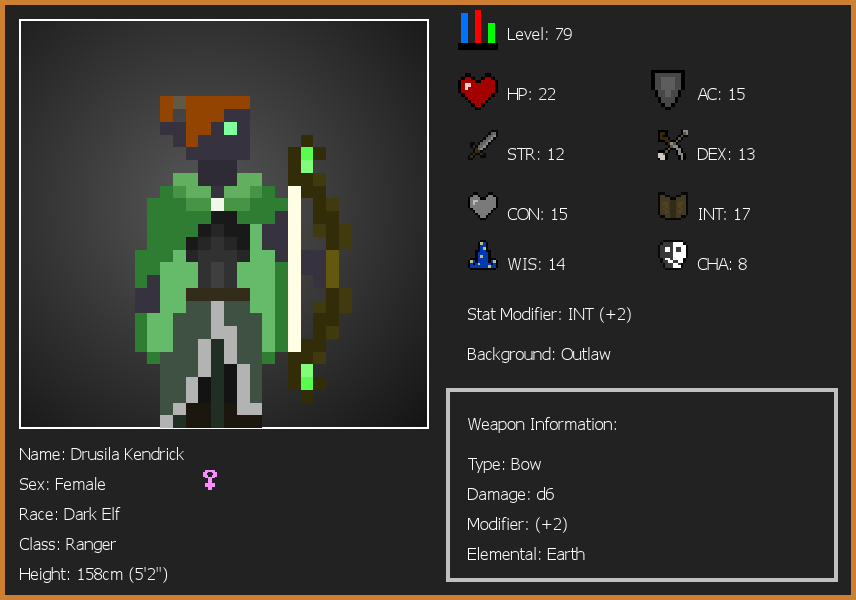 Level: 79
HP: 22
AC: 15
STR: 12
DEX: 13
CON: 15
INT: 17
WIS: 14
CHA: 8
Stat Modifier: INT (+2)
Background: Outlaw
Weapon Information:
Type: Bow
Damage: d6
Modifier: (+2)
Elemental: Earth
Name: Drusila Kendrick
Sex: Female
Race: Dark Elf
Class: Ranger
Height: 158cm (5'2")